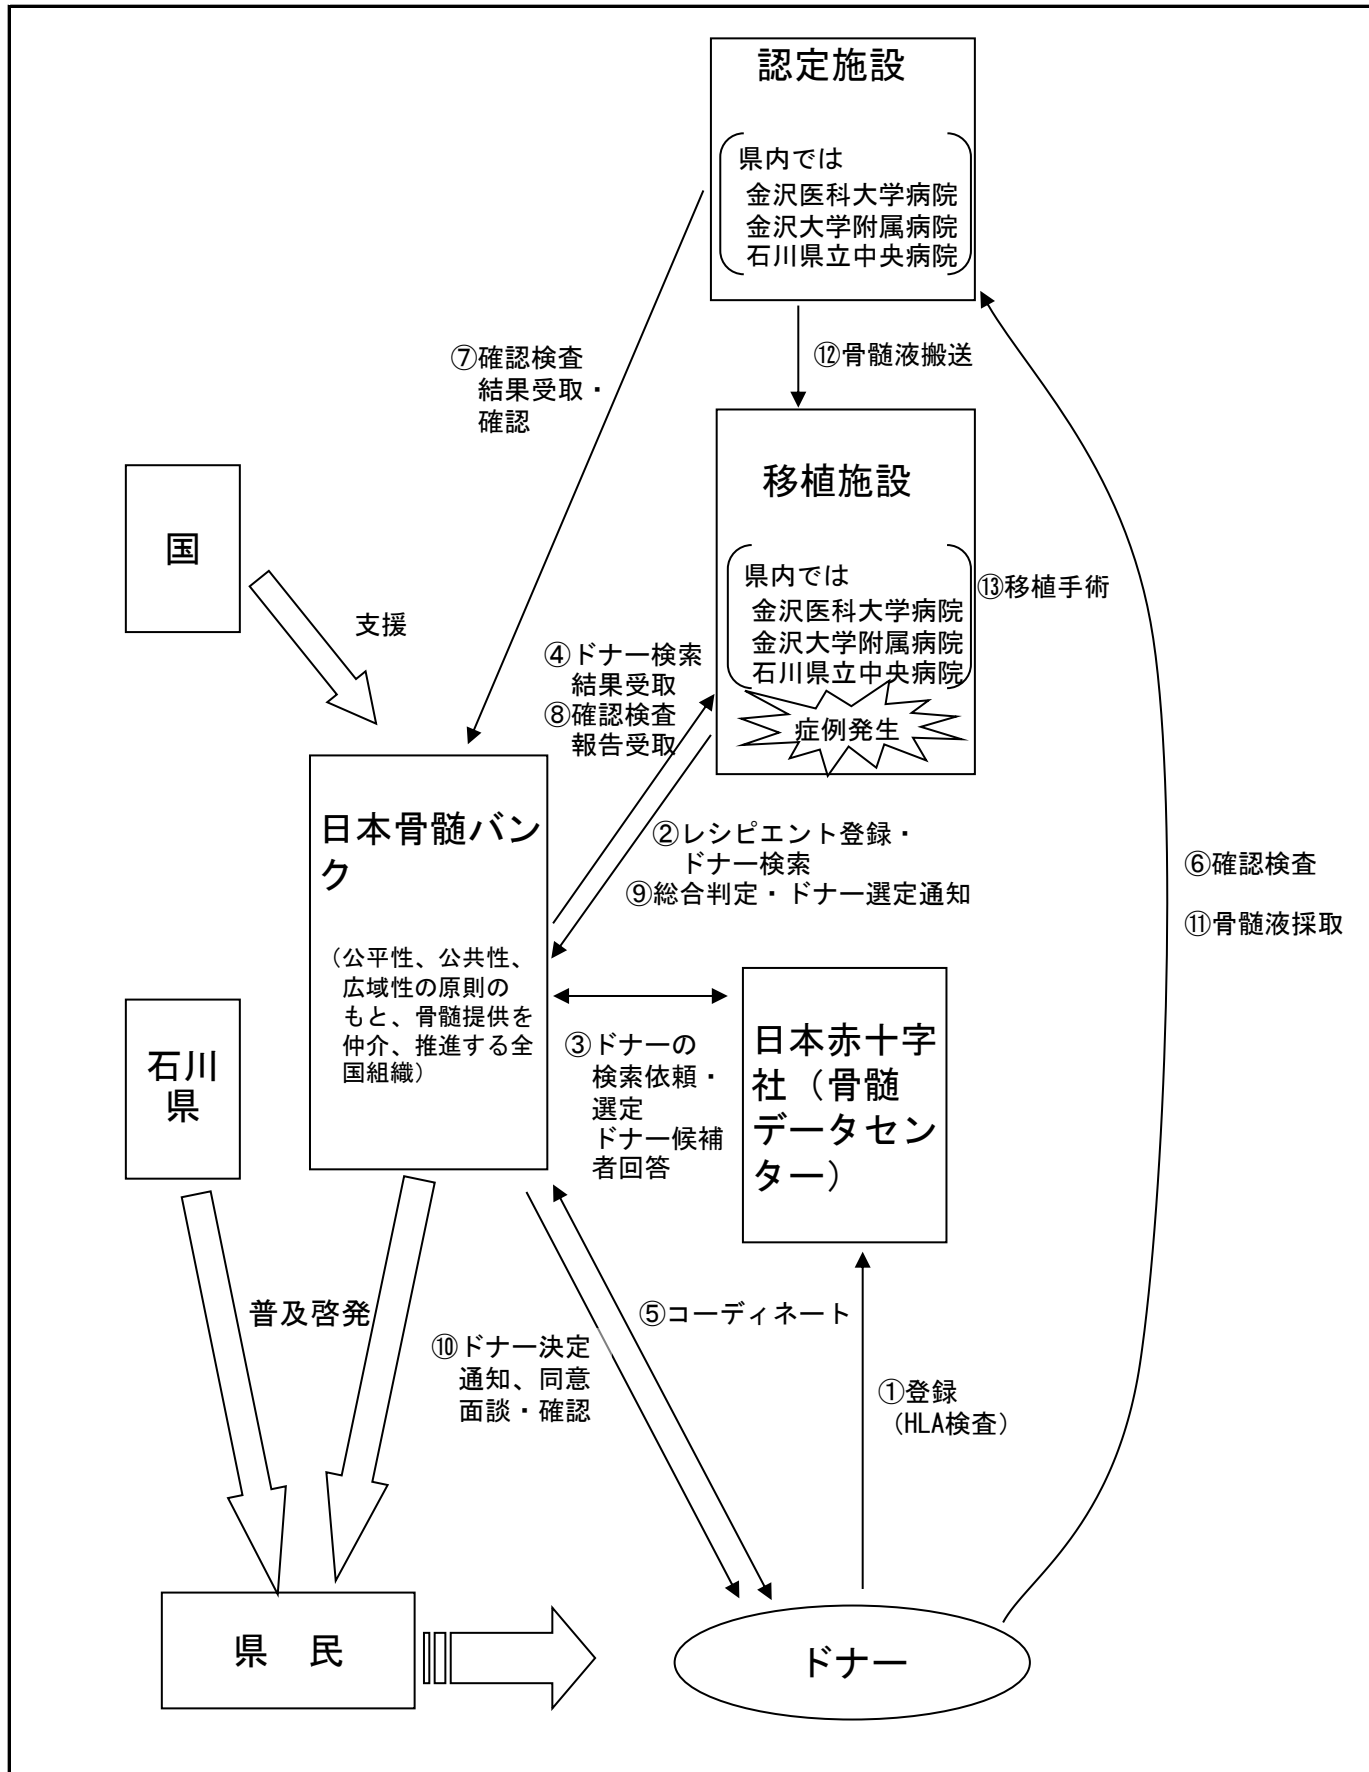 認定施設
県内では
金沢医科大学病院
金沢大学附属病院
石川県立中央病院
⑦確認検査
結果受取・
確認
⑫骨髄液搬送
移植施設
県内では
金沢医科大学病院
金沢大学附属病院
石川県立中央病院
症例発生
⑬移植手術
国
支援
④ドナー検索
結果受取
⑧確認検査
報告受取
日本骨髄バン
ク
(公平性、公共性、
広域性の原則の
もと、骨髄提供を
仲介、推進する全
国組織)
②レシピエント登録・
ドナー検索
⑨総合判定・ドナー選定通知
⑥確認検査
⑪骨髄液採取
石川
県
③ドナーの
検索依頼・
選定
ドナー候補
者回答
日本赤十字
社(骨髄
データセン
ター)
普及啓発
⑩ドナー決定
通知、同意
面談・確認
⑤コーディネート
①登録
(HLA検査)
県 民
ドナー